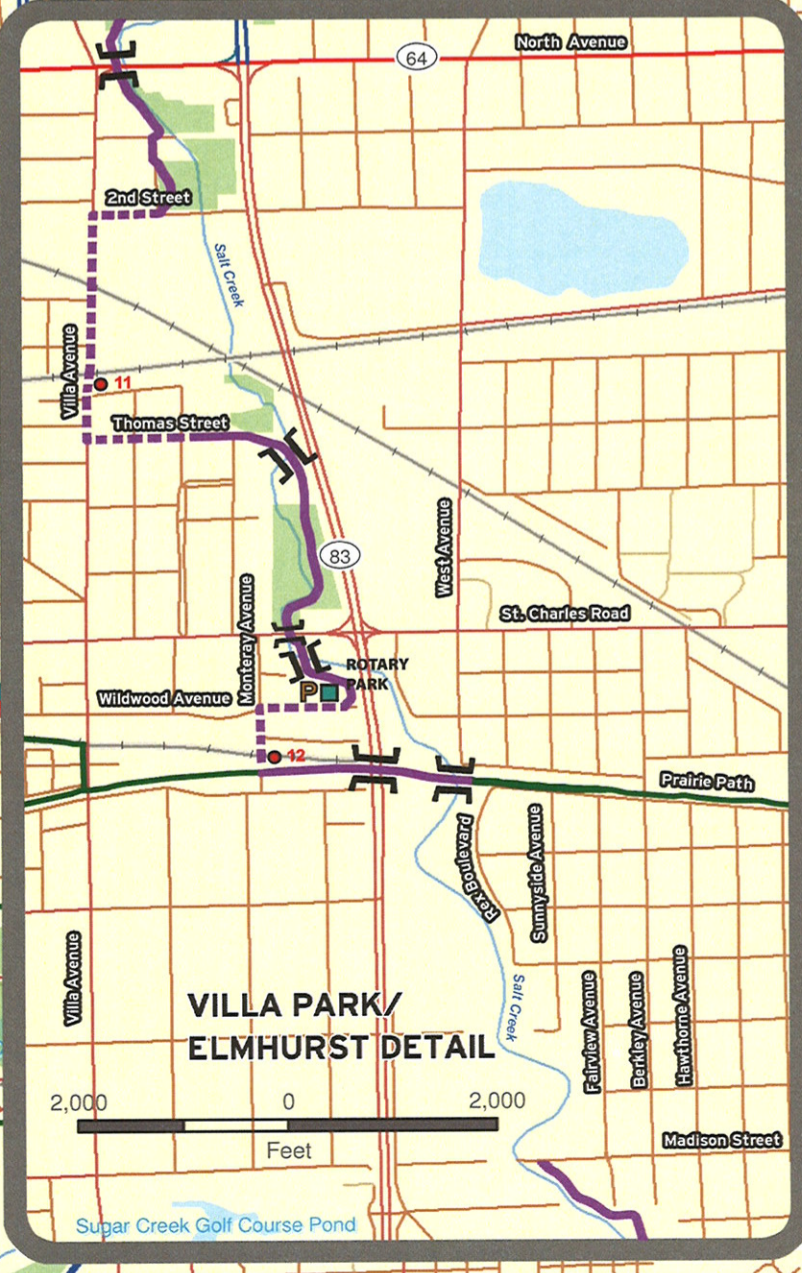 North Avenue
64
2nd Street
Salt Creek
Villa Avenue
11
Thomas Street
83
West Avenue
Monteray Avenue
St. Charles Road
ROTARY
PARK
P
Wildwood Avenue
12
Prairie Path
Rex Boulevard
Sunnyside Avenue
Villa Avenue
Salt Creek
Fairview Avenue
Berkley Avenue
Hawthorne Avenue
VILLA PARK/
ELMHURST DETAIL
2,000 0 2,000
Feet
Madison Street
Sugar Creek Golf Course Pond